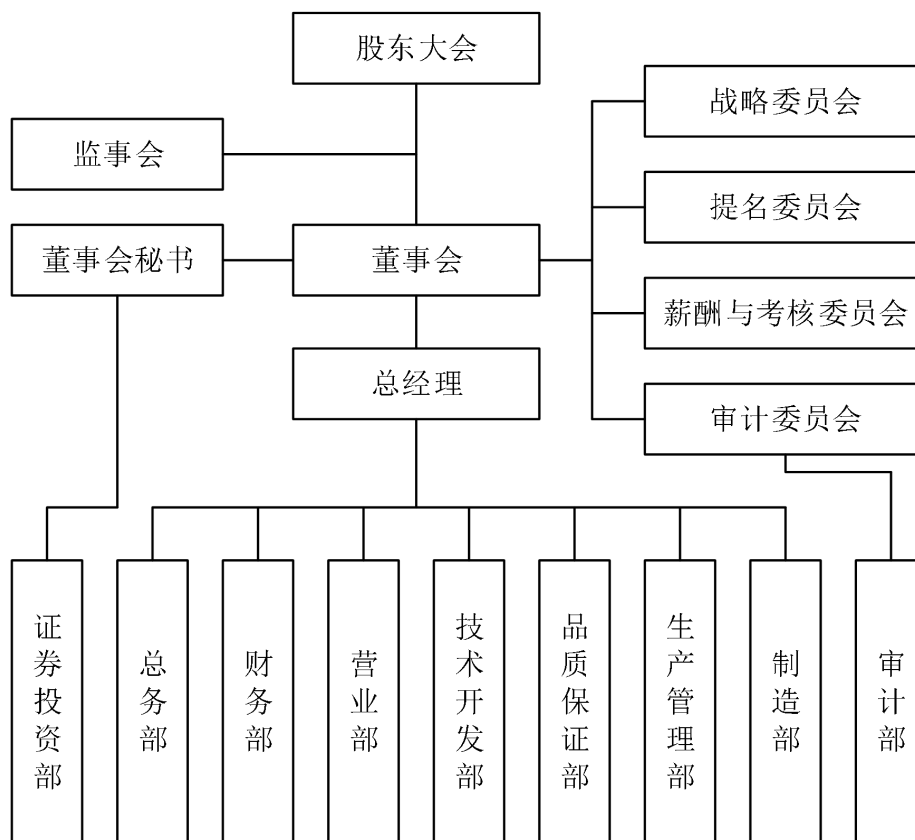 股东大会
战略委员会
监事会
提名委员会
董事会秘书
董事会
薪酬与考核委员会
总经理
审计委员会
证券投资部
总务部
财务部
营业部
技术开发部
品质保证部
生产管理部
制造部
审计部